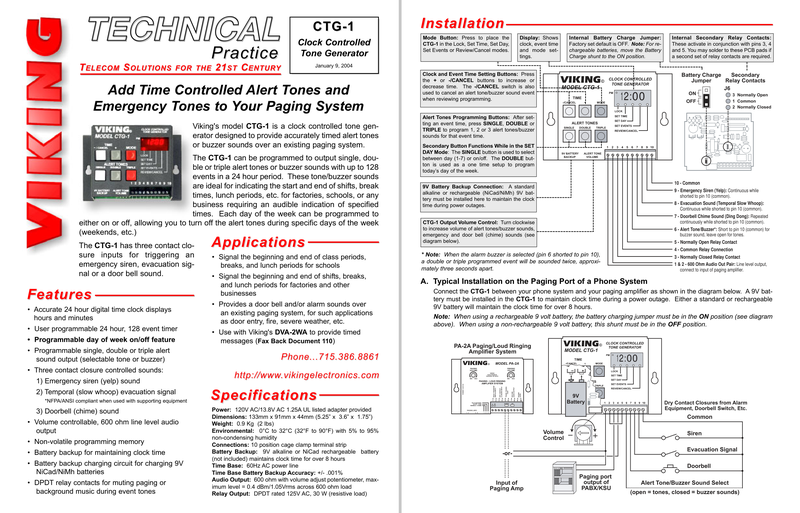 VIKING
TECHNICAL
Practice
TELECOM SOLUTIONS FOR THE 21ST CENTURY
CTG-1
Clock Controlled
Tone Generator
January 9, 2004
Add Time Controlled Alert Tones and
Emergency Tones to Your Paging System
Viking's model CTG-1 is a clock controlled tone gen-
erator designed to provide accurately timed alert tones
or buzzer sounds over an existing paging system.
The CTG-1 can be programmed to output single, dou-
ble or triple alert tones or buzzer sounds with up to 128
events in a 24 hour period. These tone/buzzer sounds
are ideal for indicating the start and end of shifts, break
times, lunch periods, etc. for factories, schools, or any
business requiring an audible indication of specified
times. Each day of the week can be programmed to
either on or off, allowing you to turn off the alert tones during specific days of the week
(weekends, etc.)
The CTG-1 has three contact clo-
sure inputs for triggering an
emergency siren, evacuation sig-
nal or a door bell sound.
Features
• Accurate 24 hour digital time clock displays
hours and minutes
• User programmable 24 hour, 128 event timer
• Programmable day of week on/off feature
• Programmable single, double or triple alert
sound output (selectable tone or buzzer)
• Three contact closure controlled sounds:
1) Emergency siren (yelp) sound
2) Temporal (slow whoop) evacuation signal
*NFPA/ANSI compliant when used with supporting equipment
3) Doorbell (chime) sound
• Volume controllable, 600 ohm line level audio
output
• Non-volatile programming memory
• Battery backup for maintaining clock time
• Battery backup charging circuit for charging 9V
NiCad/NiMh batteries
• DPDT relay contacts for muting paging or
background music during event tones
Applications
• Signal the beginning and end of class periods,
breaks, and lunch periods for schools
• Signal the beginning and end of shifts, breaks,
and lunch periods for factories and other
businesses
• Provides a door bell and/or alarm sounds over
an existing paging system, for such applications
as door entry, fire, severe weather, etc.
• Use with Viking's DVA-2WA to provide timed
messages (Fax Back Document 110)
Phone...715.386.8861
http://www.vikingelectronics.com
Specifications
Power: 120V AC/13.8V AC 1.25A UL listed adapter provided
Dimensions: 133mm x 91mm x 44mm (5.25" x 3.6" x 1.75")
Weight: 0.9 Kg (2 lbs)
Environmental: 0°C to 32°C (32°F to 90°F) with 5% to 95%
non-condensing humidity
Connections: 10 position cage clamp terminal strip
Battery Backup: 9V alkaline or NiCad rechargeable battery
(not included) maintains clock time for over 8 hours
Time Base: 60Hz AC power line
Time Base Battery Backup Accuracy: +/- .001%
Audio Output: 600 ohm with volume adjust potentiometer, max-
imum level = 0.4 dBm/1.05Vrms across 600 ohm load
Relay Output: DPDT rated 125V AC, 30 W (resistive load)
Installation
Mode Button: Press to place the
CTG-1 in the Lock, Set Time, Set Day,
Set Events or Review/Cancel modes.
Display: Shows
clock, event time
and mode set-
tings.
Internal Battery Charge Jumper:
Factory set default is OFF. Note: For re-
chargeable batteries, move the Battery
Charge shunt to the ON position.
Internal Secondary Relay Contacts:
These activate in conjunction with pins 3, 4
and 5. You may solder to these PCB pads if
a second set of relay contacts are required.
Clock and Event Time Setting Buttons: Press
the + or -/CANCEL buttons to increase or
decrease time. The -/CANCEL switch is also
used to cancel an alert tone/buzzer sound event
when reviewing programming.
Alert Tones Programming Buttons: After set-
ting an event time, press SINGLE, DOUBLE or
TRIPLE to program 1, 2 or 3 alert tones/buzzer
sounds for that event time.
Secondary Button Functions While in the SET
DAY Mode: The SINGLE button is used to select
between day (1-7) or on/off. The DOUBLE but-
ton is used as a one time setup to program
today's day of the week.
9V Battery Backup Connection: A standard
alkaline or rechargeable (NiCad/NiMh) 9V bat-
tery must be installed here to maintain the clock
time during power outages.
CTG-1 Output Volume Control: Turn clockwise
to increase volume of alert tones/buzzer sounds,
emergency and door bell (chime) sounds (see
diagram below).
* Note: When the alarm buzzer is selected (pin 6 shorted to pin 10),
a double or triple programmed event will be sounded twice, approxi-
mately three seconds apart.
VIKING
MODEL CTG-1
CLOCK CONTROLLED
TONE GENERATOR
12:00
TIME
MODE
ALERT TONES
SINGLE DOUBLE TRIPLE
Battery Charge
Jumper
ON
OFF
Secondary
Relay Contacts
J6
3 Normally Open
1 Common
2 Normally Closed
10 - Common
9 - Emergency Siren (Yelp): Continuous while
shorted to pin 10 (common).
8 - Evacuation Sound (Temporal Slow Whoop):
Continuous while shorted to pin 10 (common).
7 - Doorbell Chime Sound (Ding Dong): Repeated
continuously while shorted to pin 10 (common).
6 - Alert Tone/Buzzer*: Short to pin 10 (common) for
buzzer sound, leave open for tones.
5 - Normally Open Relay Contact
4 - Common Relay Connection
3 - Normally Closed Relay Contact
1 & 2 - 600 Ohm Audio Out Pair: Line level output,
connect to input of paging amplifier.
A. Typical Installation on the Paging Port of a Phone System
Connect the CTG-1 between your phone system and your paging amplifier as shown in the diagram below. A 9V bat-
tery must be installed in the CTG-1 to maintain clock time during a power outage. Either a standard or rechargeable
9V battery will maintain the clock time for over 8 hours.
Note: When using a rechargeable 9 volt battery, the battery charging jumper must be in the ON position (see diagram
above). When using a non-rechargeable 9 volt battery, this shunt must be in the OFF position.
PA-2A Paging/Loud Ringing
Amplifier System
VIKING
MODEL PA-2A
VIKING
MODEL CTG-1
CLOCK CONTROLLED
TONE GENERATOR
12:00
9V
Battery
Volume
Control
-or-
Input of
Paging Amp
Paging port
output of
PABX/KSU
Dry Contact Closures from Alarm
Equipment, Doorbell Switch, Etc.
Common
Siren
Evacuation Signal
Doorbell
Alert Tone/Buzzer Sound Select
(open = tones, closed = buzzer sounds)